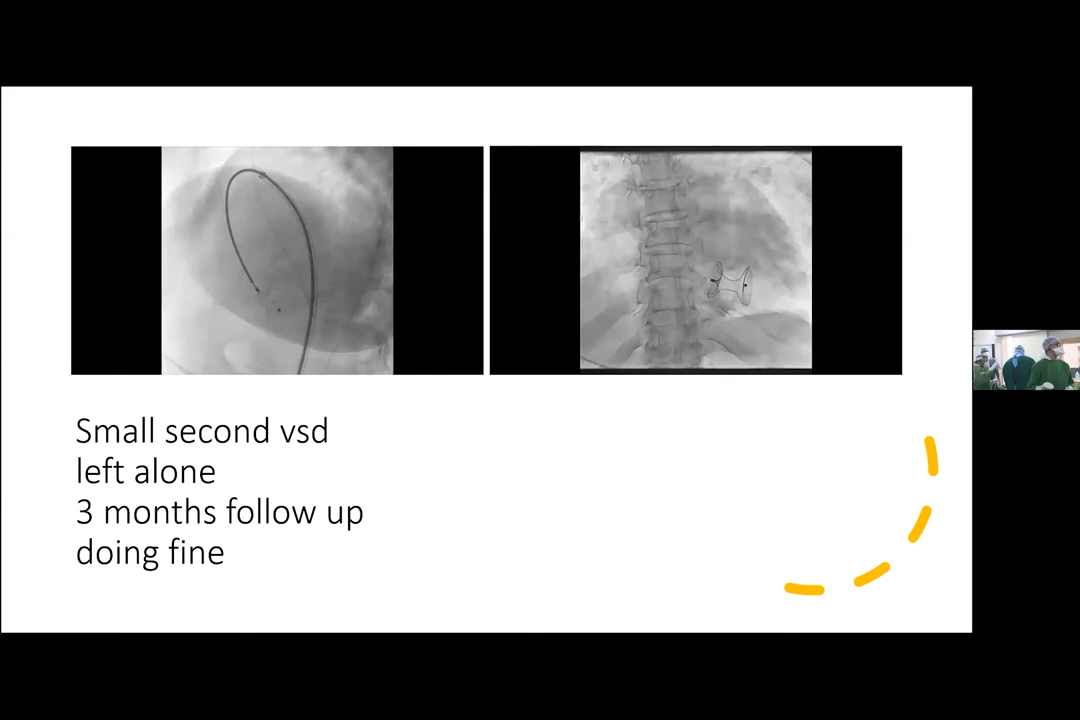 Small second vsd
left alone
3 months follow up
doing fine